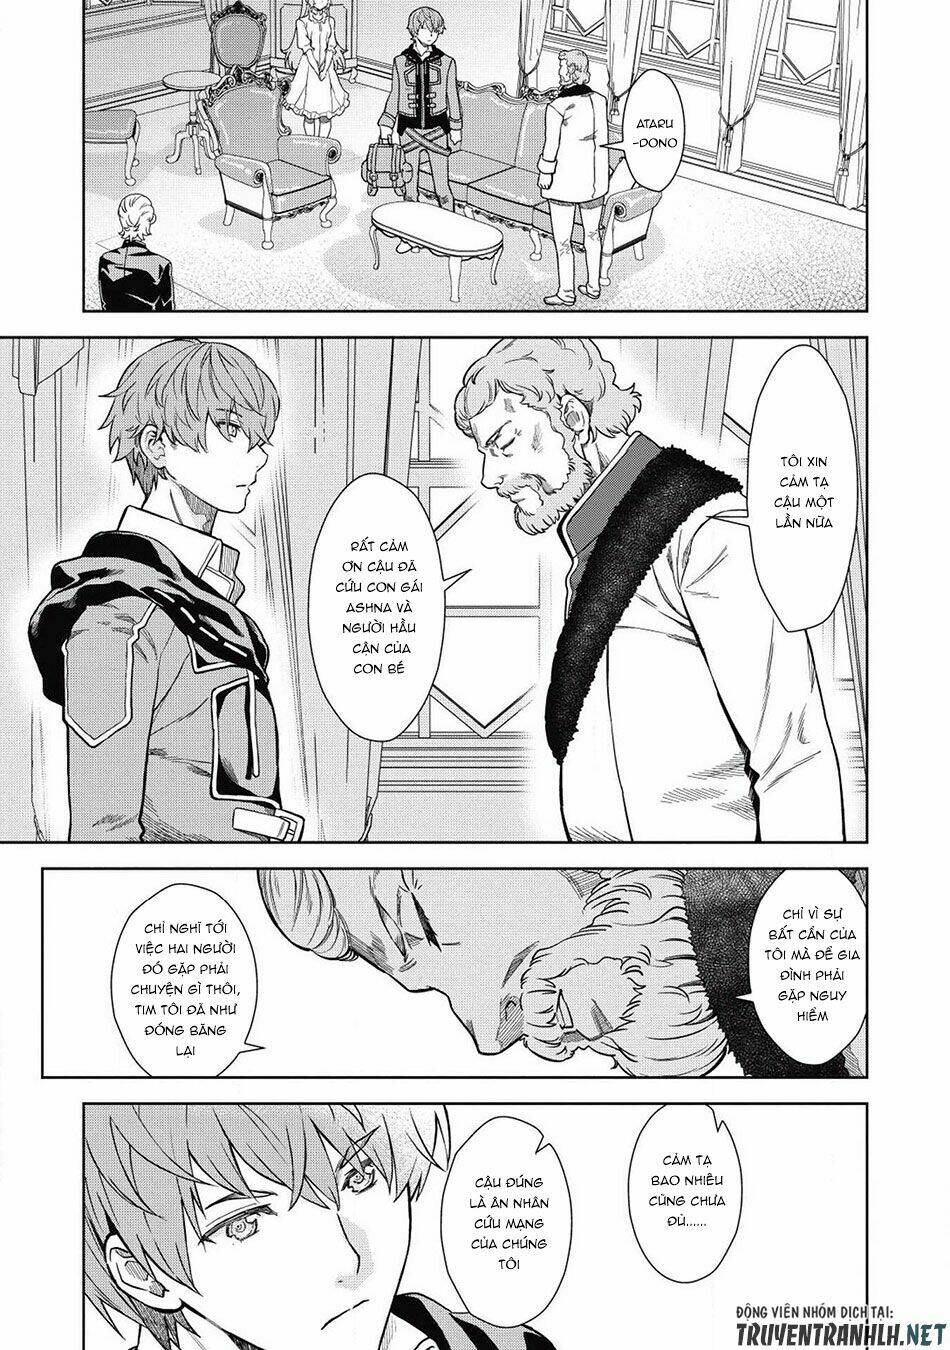 ATARU
-DONO
TÔI XIN
CẢM TẠ
CẬU MỘT
LẦN NỮA
RẤT CẢM
ƠN CẬU ĐÃ
CỨU CON GÁI
ASHNA VÀ
NGƯỜI HẦU
CẬN CỦA
CON BÉ
CHỈ VÌ SỰ
BẤT CẨN CỦA
TÔI MÀ ĐỂ GIA
ĐÌNH PHẢI
GẶP NGUY
HIỂM
CHỈ NGHĨ TỚI
VIỆC HAI NGƯỜI
ĐÓ GẶP PHẢI
CHUYỆN GÌ THÔI,
TIM TÔI ĐÃ NHƯ
ĐÓNG BĂNG
LẠI
CẢM TẠ
BAO NHIÊU
CŨNG CHƯA
ĐỦ......
CẬU ĐÚNG
LÀ ÂN NHÂN
CỨU MẠNG
CỦA CHÚNG
TÔI
ĐỘNG VIÊN NHÓM DỊCH TẠI:
TRUYENTRANHLH.NET